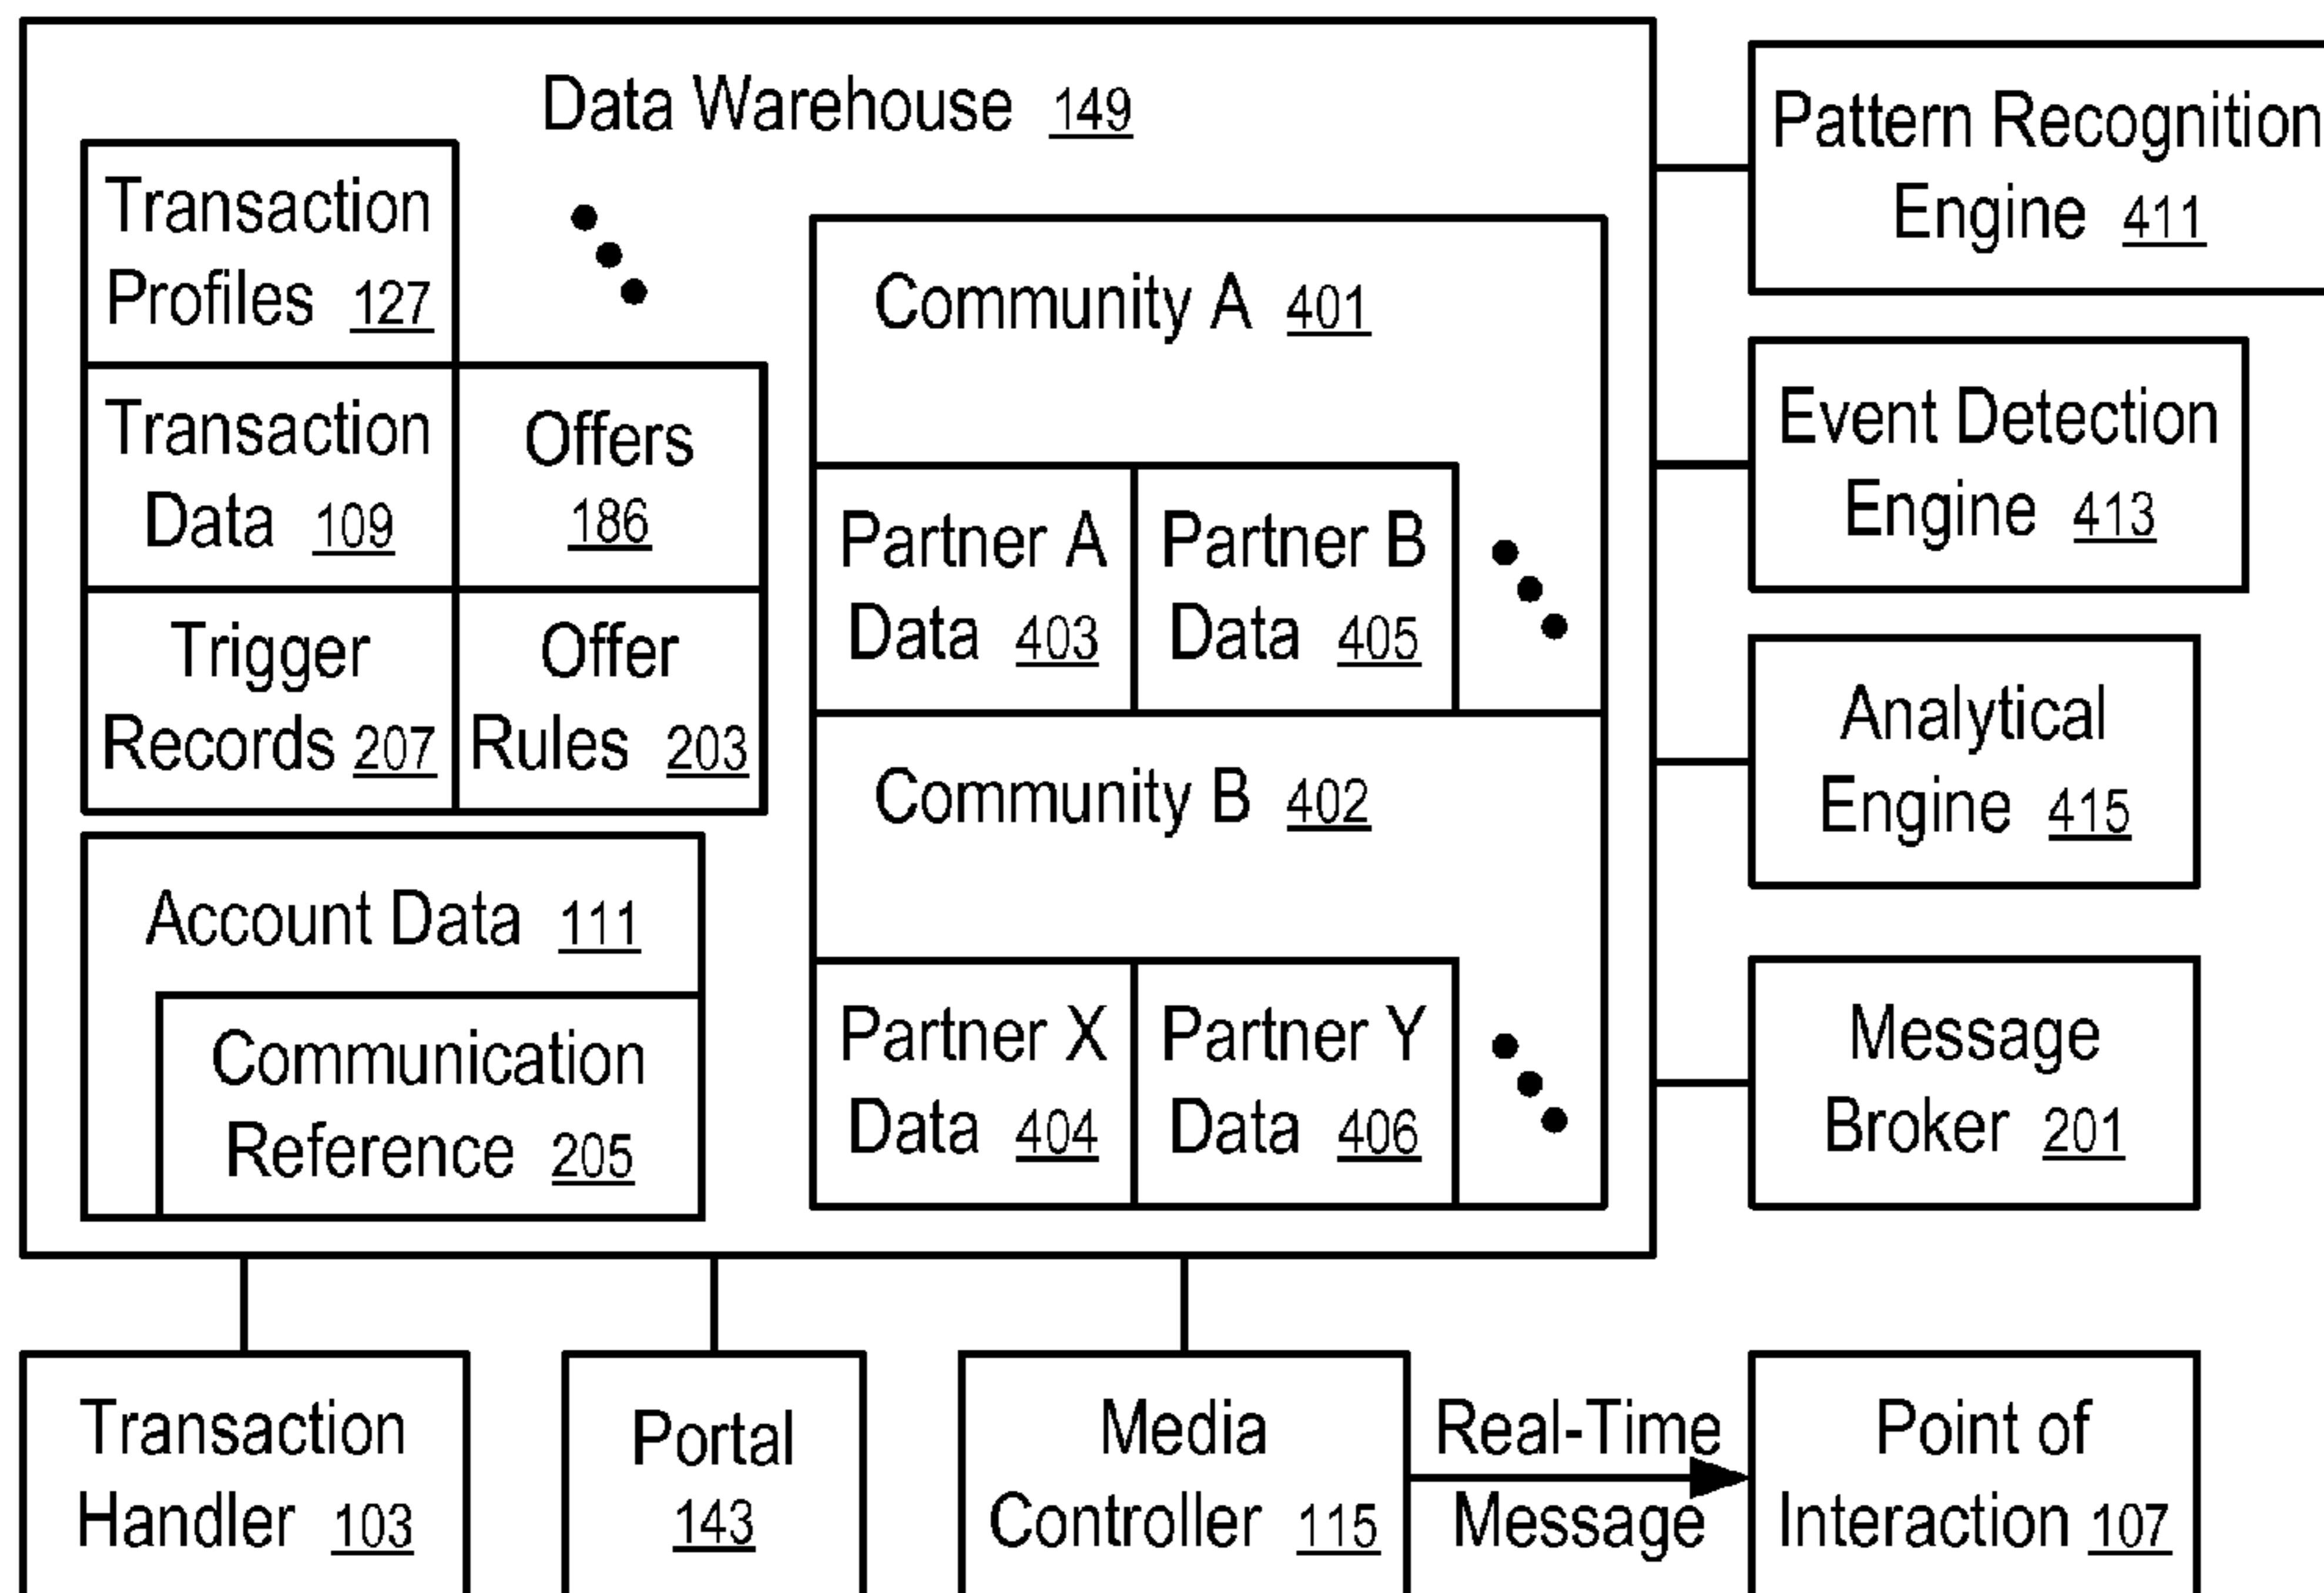 Data Warehouse 149
Transaction
Profiles 127
Transaction
Data 109
Offers
186
Trigger
Records 207
Offer
Rules 203
Account Data 111
Communication
Reference 205
Community A 401
Partner A
Data 403
Partner B
Data 405
Community B 402
Partner X
Data 404
Partner Y
Data 406
Pattern Recognition
Engine 411
Event Detection
Engine 413
Analytical
Engine 415
Message
Broker 201
Transaction
Handler 103
Portal
143
Media
Controller 115
Real-Time
Message
Point of
Interaction 107